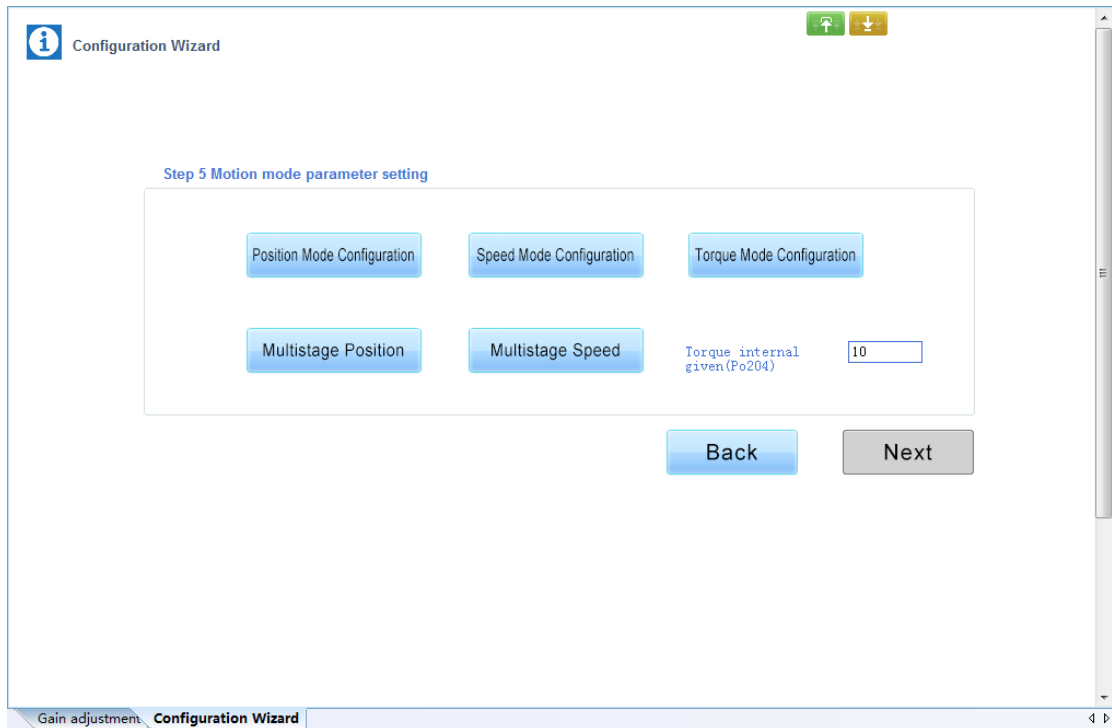 Configuration Wizard
Step 5 Motion mode parameter setting
Position Mode Configuration
Speed Mode Configuration
Torque Mode Configuration
Multistage Position
Multistage Speed
Torque internal
given(Po204)
10
Back
Next
Gain adjustment
Configuration Wizard